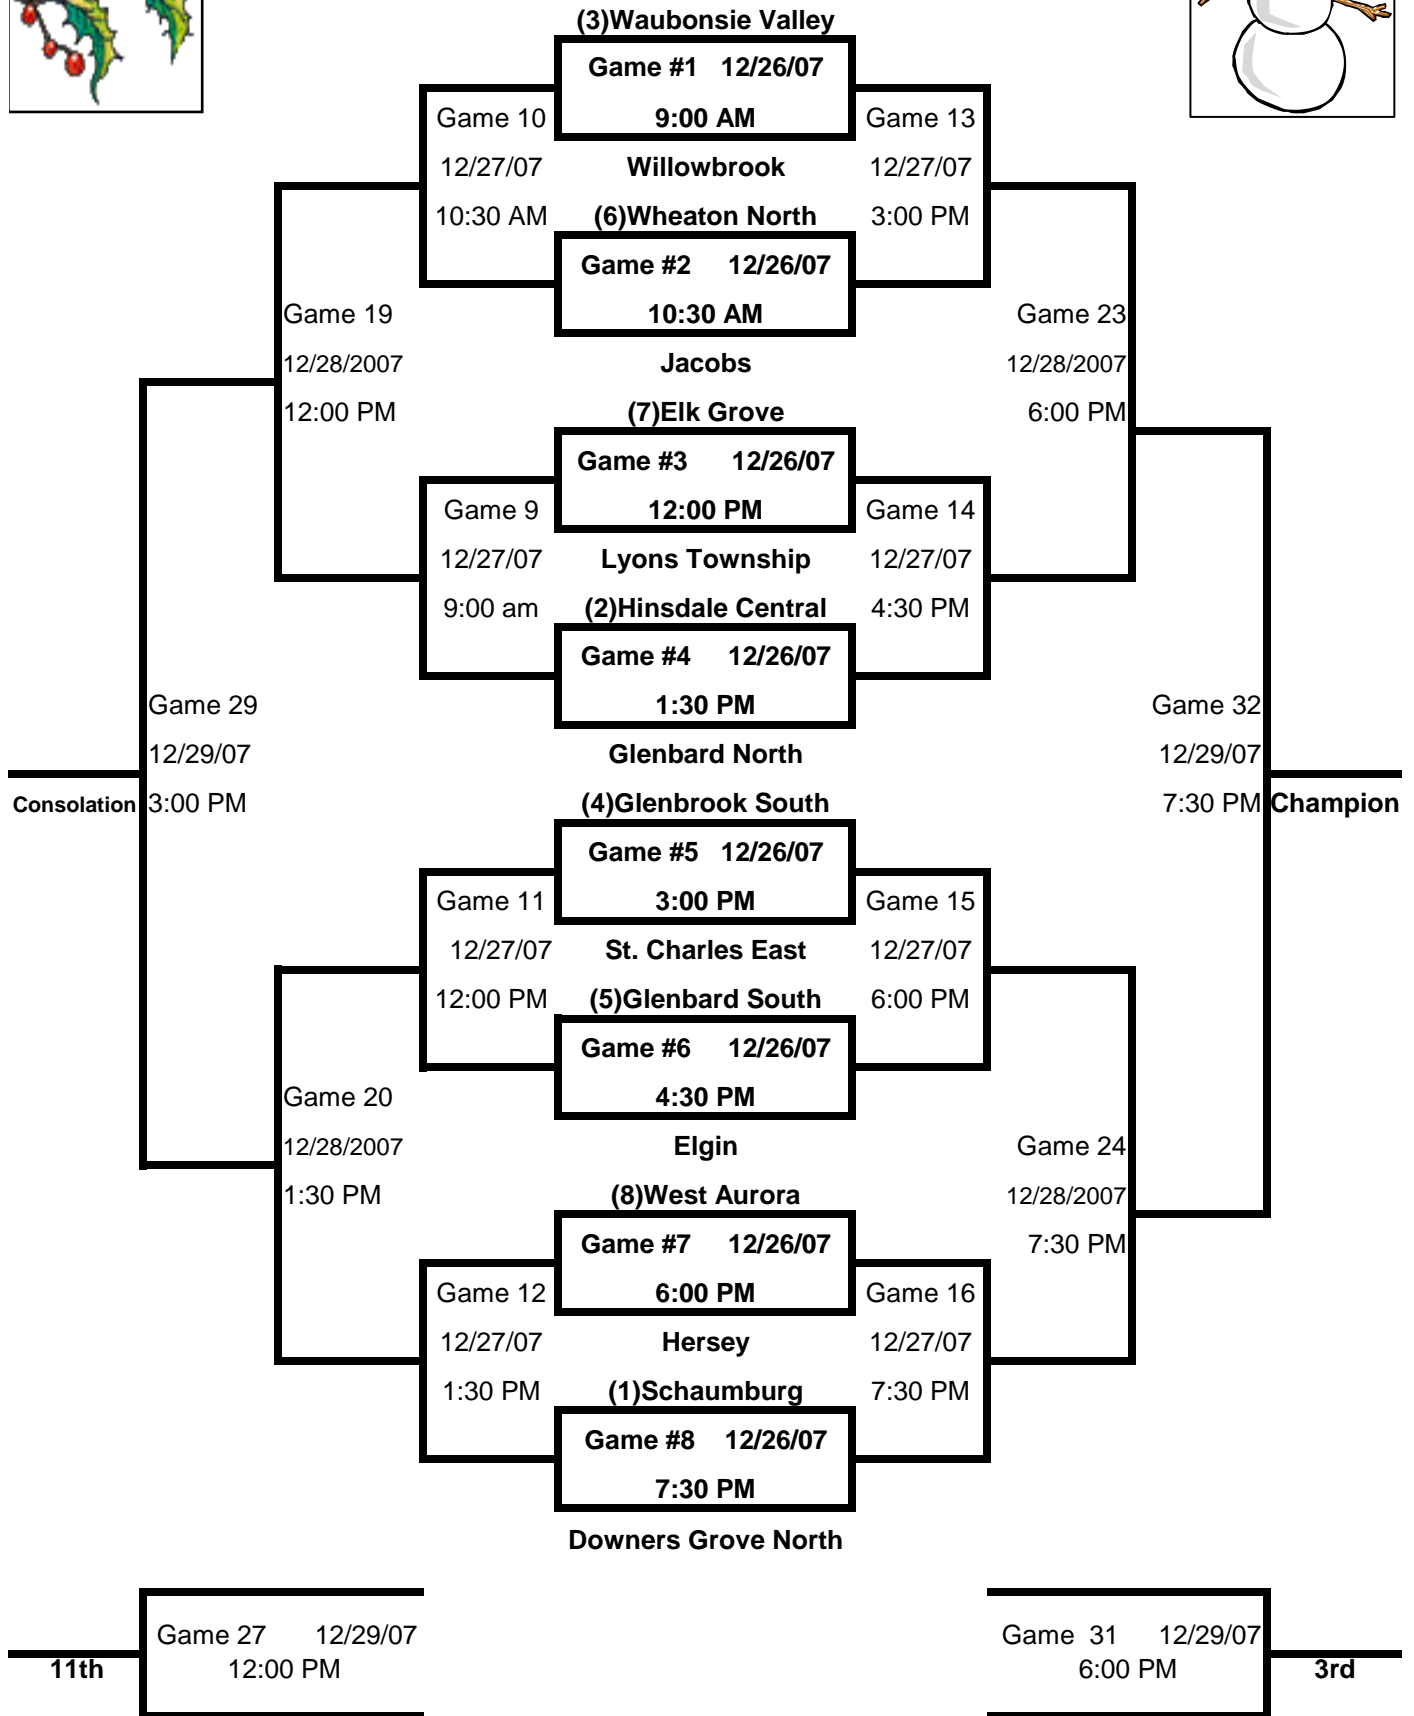 (3)Waubonsie Valley
Game #1 12/26/07
Game 10 9:00 AM Game 13
12/27/07 Willowbrook 12/27/07
10:30 AM (6)Wheaton North 3:00 PM
Game #2 12/26/07
Game 19 10:30 AM Game 23
12/28/2007 Jacobs 12/28/2007
12:00 PM (7)Elk Grove 6:00 PM
Game #3 12/26/07
Game 9 12:00 PM Game 14
12/27/07 Lyons Township 12/27/07
9:00 am (2)Hinsdale Central 4:30 PM
Game #4 12/26/07
Game 29 1:30 PM Game 32
12/29/07 Glenbard North 12/29/07
Consolation 3:00 PM (4)Glenbrook South 7:30 PM Champion
Game #5 12/26/07
Game 11 3:00 PM Game 15
12/27/07 St. Charles East 12/27/07
12:00 PM (5)Glenbard South 6:00 PM
Game #6 12/26/07
Game 20 4:30 PM
12/28/2007 Elgin Game 24
1:30 PM (8)West Aurora 12/28/2007
Game #7 12/26/07 7:30 PM
Game 12 6:00 PM Game 16
12/27/07 Hersey 12/27/07
1:30 PM (1)Schaumburg 7:30 PM
Game #8 12/26/07
7:30 PM
Downers Grove North
Game 27 12/29/07 Game 31 12/29/07
11th 12:00 PM 6:00 PM 3rd